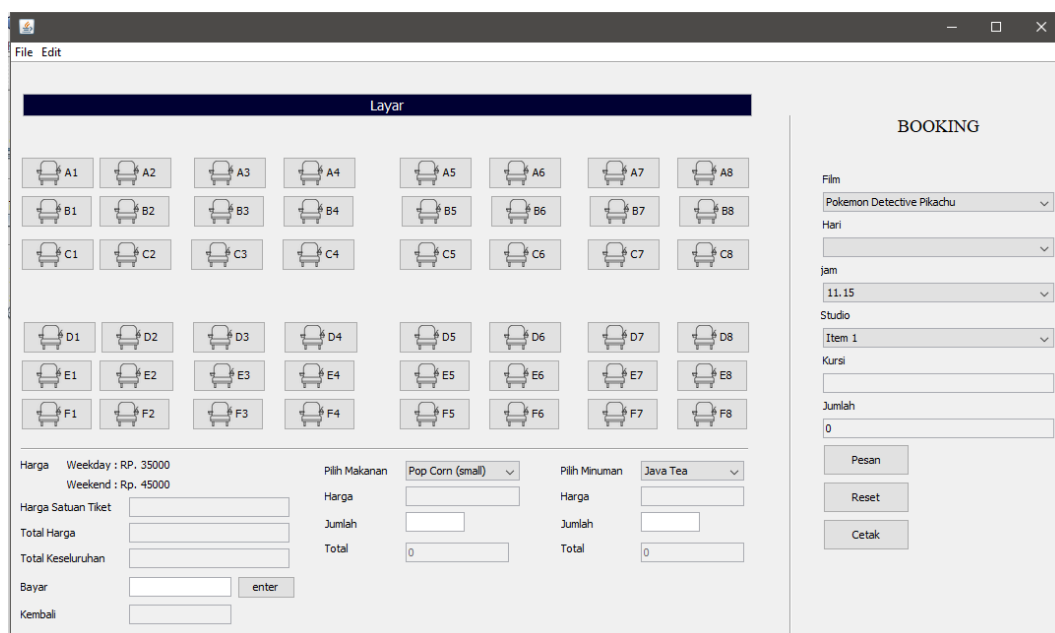 File Edit
Layar
A1 A2 A3 A4 A5 A6 A7 A8
B1 B2 B3 B4 B5 B6 B7 B8
C1 C2 C3 C4 C5 C6 C7 C8
D1 D2 D3 D4 D5 D6 D7 D8
E1 E2 E3 E4 E5 E6 E7 E8
F1 F2 F3 F4 F5 F6 F7 F8
Harga Weekday : RP. 35000
Weekend : Rp. 45000
Harga Satuan Tiket
Total Harga
Total Keseluruhan
Bayar enter
Kembali
Pilih Makanan Pop Corn (small)
Harga
Jumlah
Total 0
Pilih Minuman Java Tea
Harga
Jumlah
Total 0
BOOKING
Film
Pokemon Detective Pikachu
Hari
jam
11.15
Studio
Item 1
Kursi
Jumlah
0
Pesan
Reset
Cetak